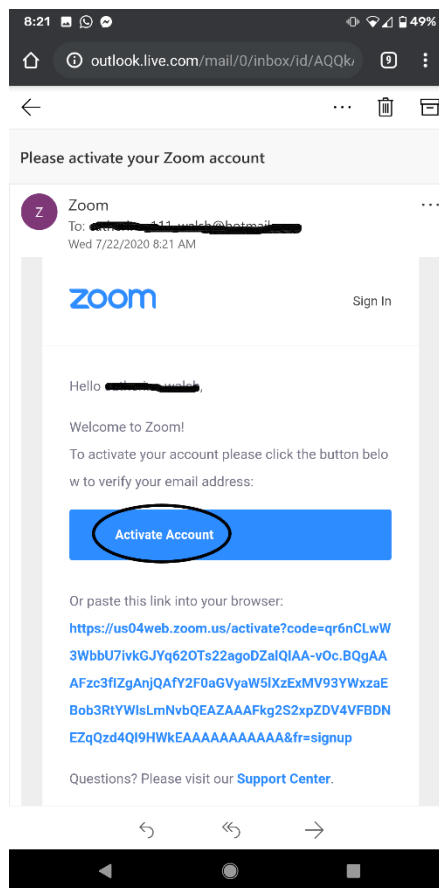 8:21 49%
outlook.live.com/mail/0/inbox/id/AQQk 9
Please activate your Zoom account
Z Zoom
To:
Wed 7/22/2020 8:21 AM
zoom Sign In
Hello ,
Welcome to Zoom!
To activate your account please click the button belo
w to verify your email address:
Activate Account
Or paste this link into your browser:
https://us04web.zoom.us/activate?code=qr6nCLwW
3WbbU7ivkGJYq62OTs22agoDZalQIAA-vOc.BQgAA
AFzc3fIZgAnjQAfY2F0aGVyaW5lXzExMV93YWxzaE
Bob3RtYWlsLmNvbQEAZAAAFkg2S2xpZDV4VFBDN
EZqQzd4QI9HWkEAAAAAAAAAAA&fr=signup
Questions? Please visit our Support Center.